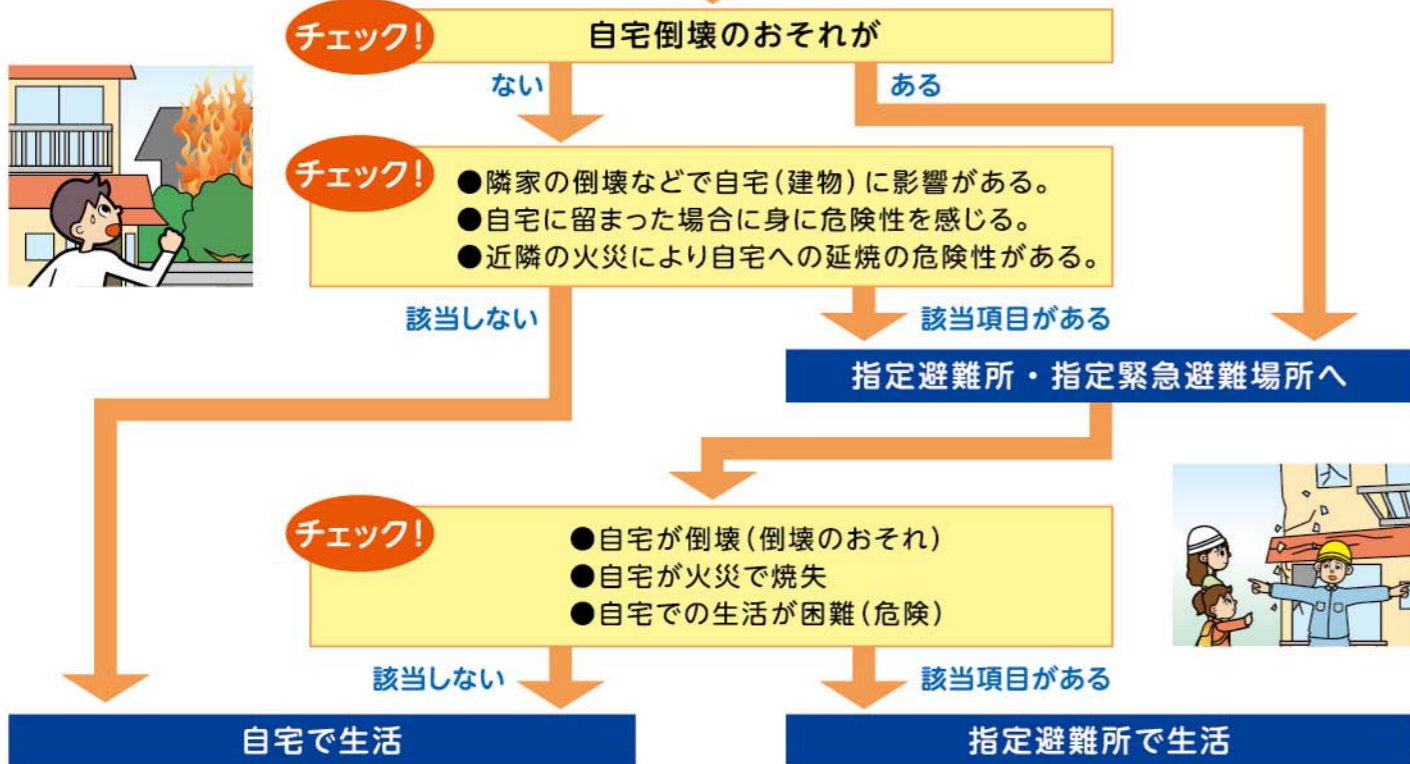 チェック!
自宅倒壊のおそれが
ない
ある
チェック!
●隣家の倒壊などで自宅(建物)に影響がある。
●自宅に留まった場合に身に危険性を感じる。
●近隣の火災により自宅への延焼の危険性がある。
該当しない
該当項目がある
指定避難所・指定緊急避難場所へ
チェック!
●自宅が倒壊(倒壊のおそれ)
●自宅が火災で焼失
●自宅での生活が困難(危険)
該当しない
該当項目がある
自宅で生活
指定避難所で生活